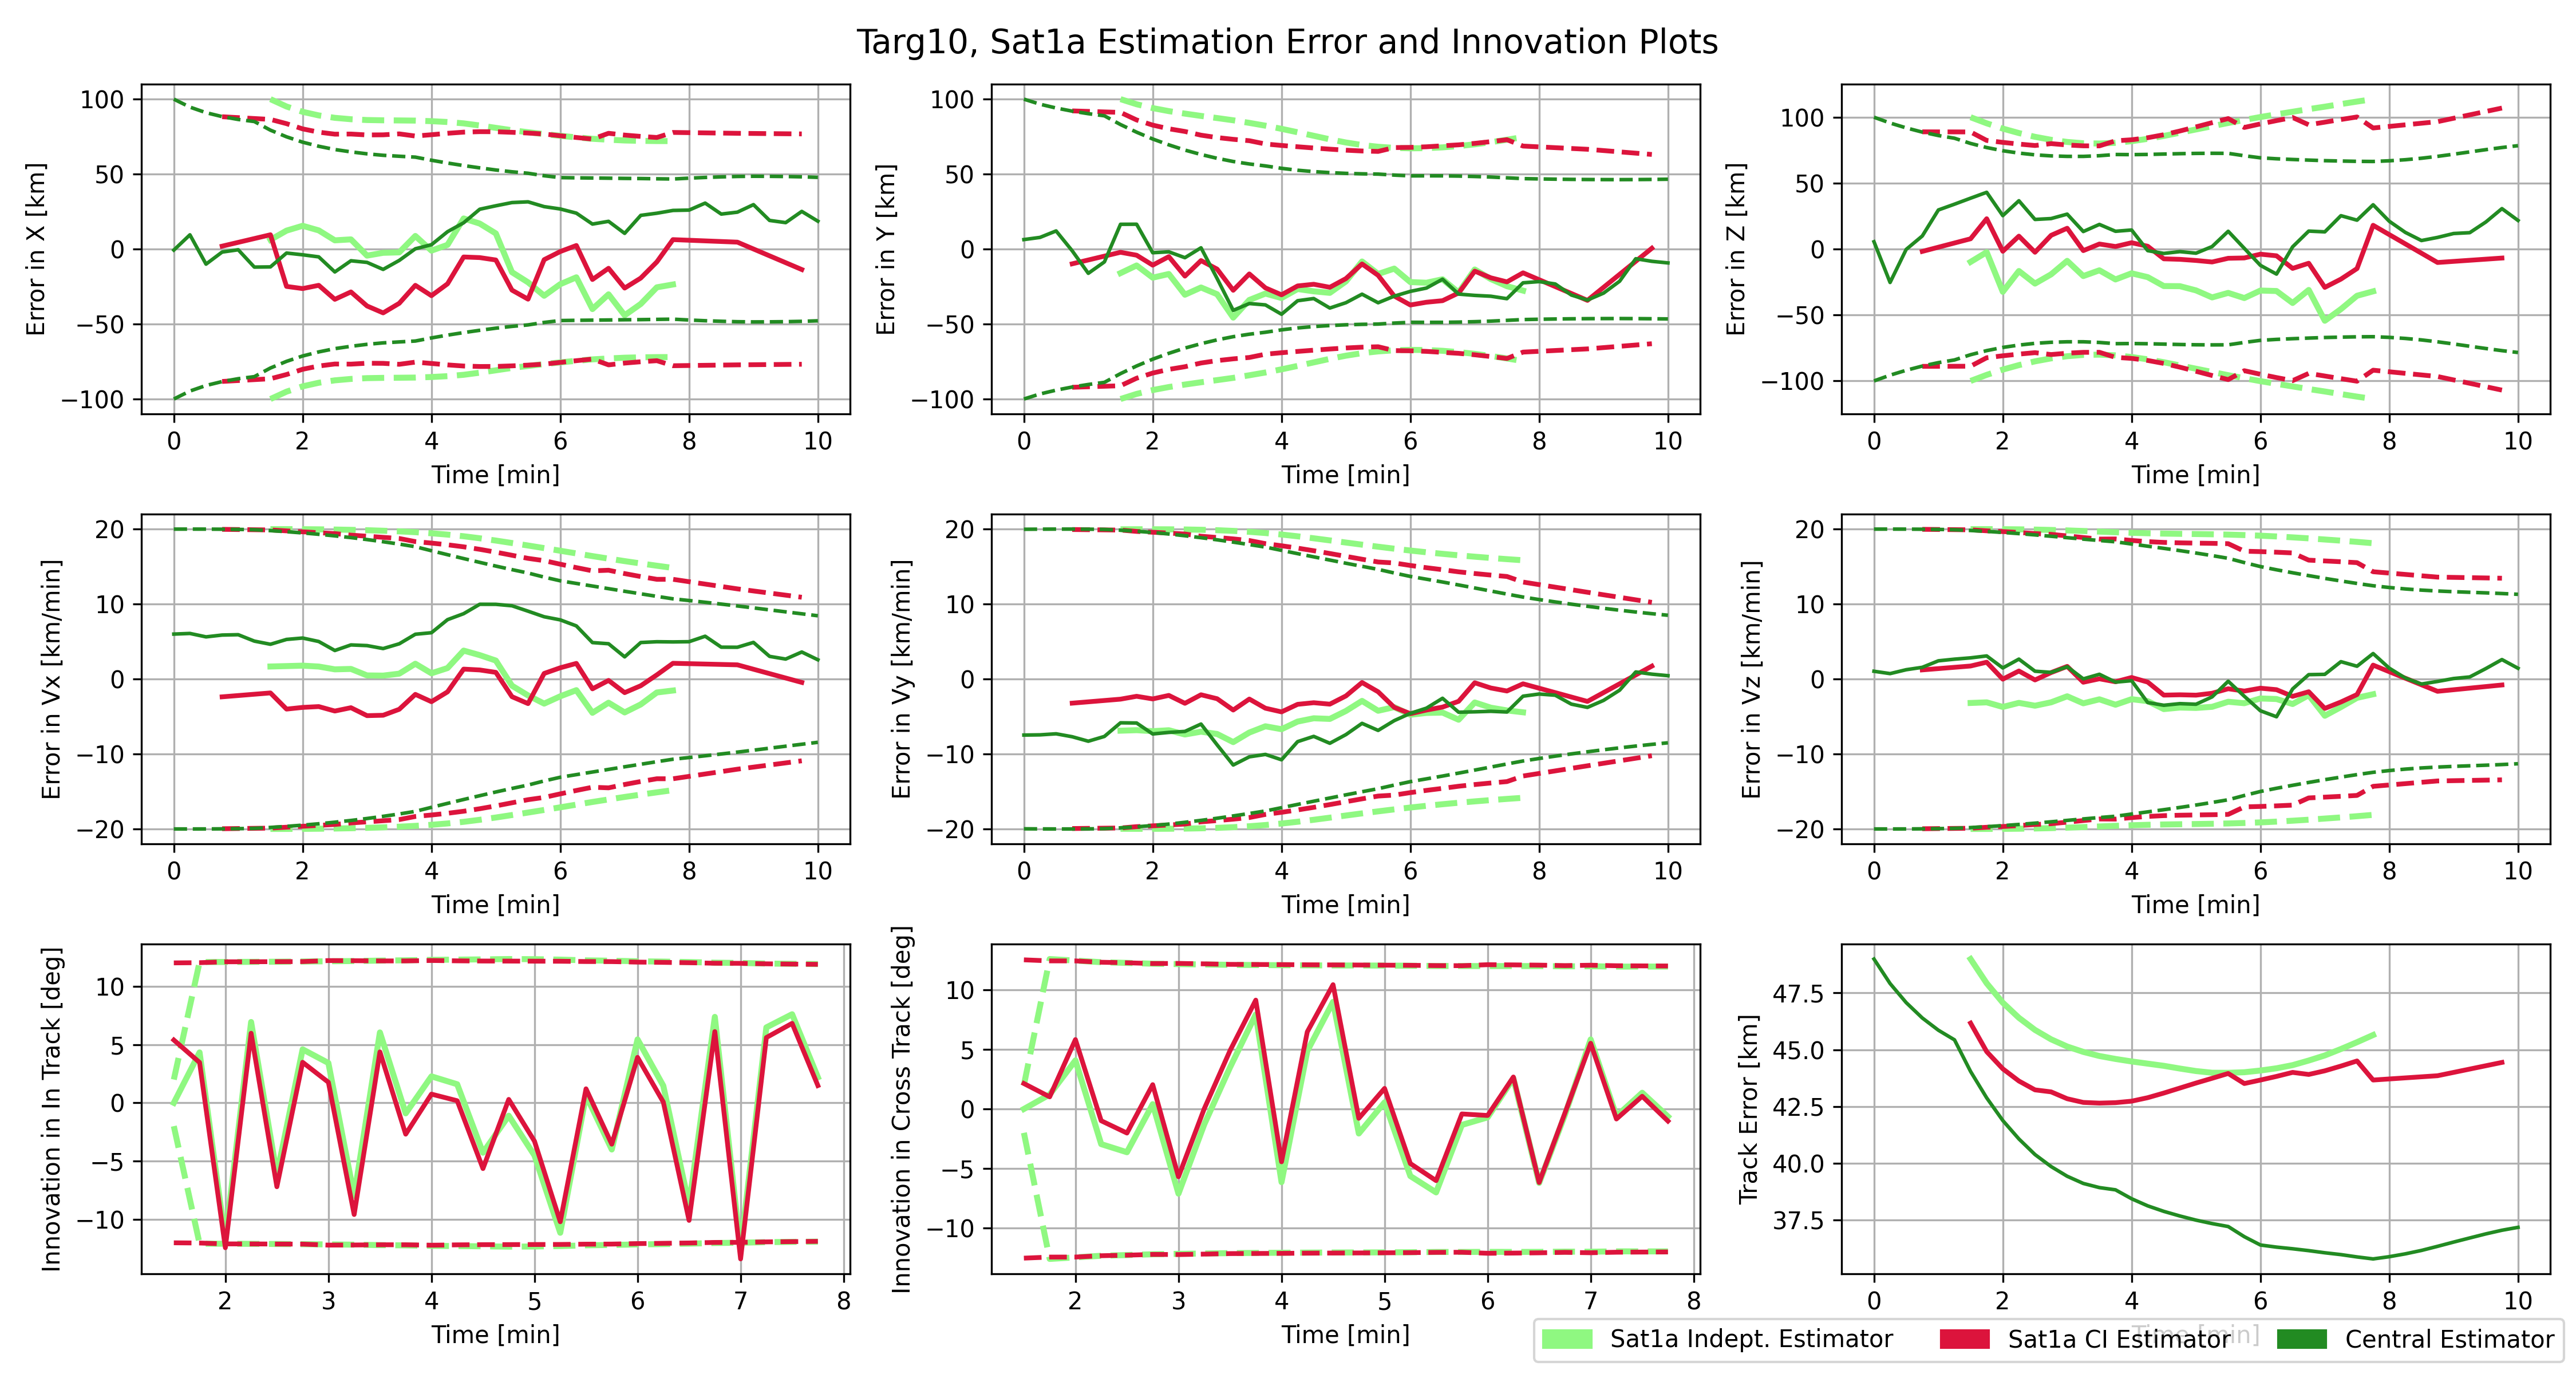 Targ10, Sat1a Estimation Error and Innovation Plots
Error in X [km]
100
50
0
−50
−100
0 2 4 6 8 10
Time [min]
Error in Y [km]
100
50
0
−50
−100
0 2 4 6 8 10
Time [min]
Error in Z [km]
100
50
0
−50
−100
0 2 4 6 8 10
Time [min]
Error in Vx [km/min]
20
10
0
−10
−20
0 2 4 6 8 10
Time [min]
Error in Vy [km/min]
20
10
0
−10
−20
0 2 4 6 8 10
Time [min]
Error in Vz [km/min]
20
10
0
−10
−20
0 2 4 6 8 10
Time [min]
Innovation in In Track [deg]
10
5
0
−5
−10
2 3 4 5 6 7 8
Time [min]
Innovation in Cross Track [deg]
10
5
0
−5
−10
2 3 4 5 6 7 8
Time [min]
Track Error [km]
47.5
45.0
42.5
40.0
37.5
0 2 4 6 8 10
Time [min]
Sat1a Indept. Estimator Sat1a CI Estimator Central Estimator